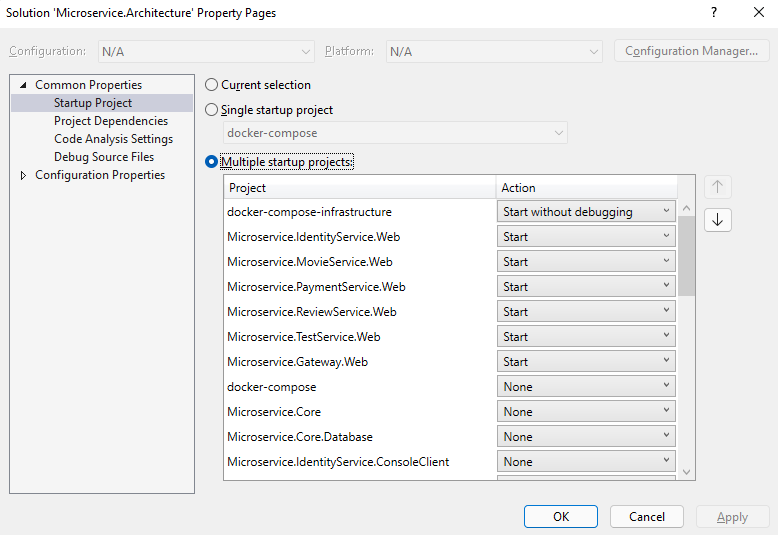 Solution 'Microservice.Architecture' Property Pages ? ×
Configuration: N/A Platform: N/A Configuration Manager...
Common Properties
Startup Project
Project Dependencies
Code Analysis Settings
Debug Source Files
Configuration Properties
Current selection
Single startup project
docker-compose
Multiple startup projects:
Project Action
docker-compose-infrastructure Start without debugging
Microservice.IdentityService.Web Start
Microservice.MovieService.Web Start
Microservice.PaymentService.Web Start
Microservice.ReviewService.Web Start
Microservice.TestService.Web Start
Microservice.Gateway.Web Start
docker-compose None
Microservice.Core None
Microservice.Core.Database None
Microservice.IdentityService.ConsoleClient None
OK Cancel Apply